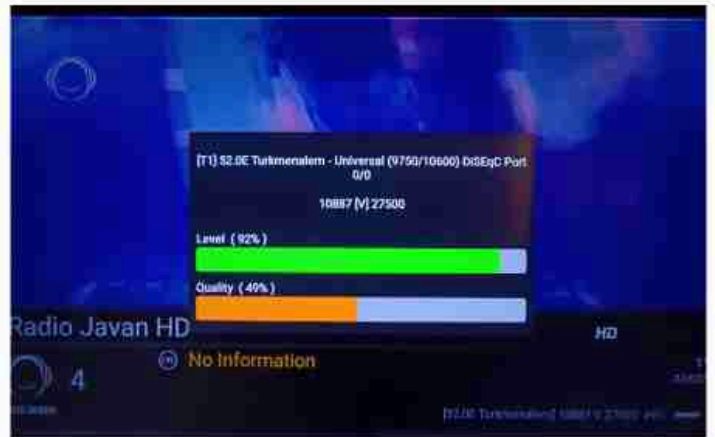 [T1] 52.0E Turkmenalem - Universal (9750/10600) DiSEqC Port
0/0
10887 [V] 27500
Level ( 92% )
Quality ( 49% )
Radio Javan HD
HD
No Information
4